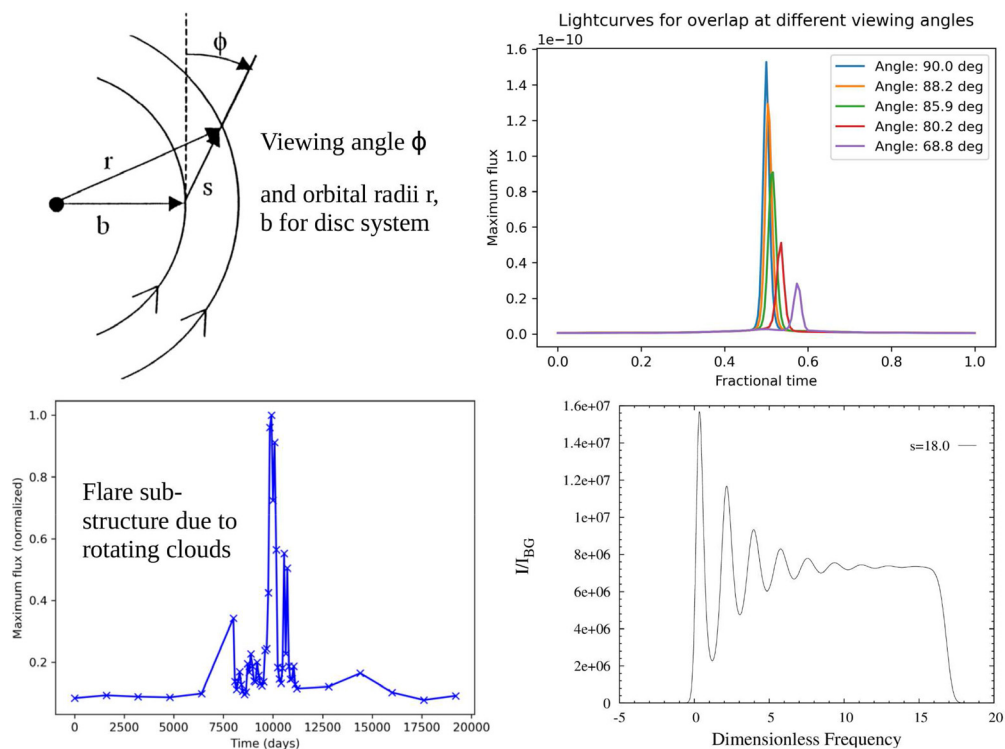 ϕ
r
s
b
Viewing angle ϕ
and orbital radii r,
b for disc system
Lightcurves for overlap at different viewing angles
1e−10
1.6
1.4
1.2
1.0
0.8
0.6
0.4
0.2
0.0
Maximum flux
Angle: 90.0 deg
Angle: 88.2 deg
Angle: 85.9 deg
Angle: 80.2 deg
Angle: 68.8 deg
0.0 0.2 0.4 0.6 0.8 1.0
Fractional time
1.0
0.8
0.6
0.4
0.2
Maximum flux (normalized)
Flare sub-
structure due to
rotating clouds
0 2500 5000 7500 10000 12500 15000 17500 20000
Time (days)
1.6e+07
1.4e+07
1.2e+07
1e+07
8e+06
6e+06
4e+06
2e+06
0
I/I_BG
s=18.0
-5 0 5 10 15 20
Dimensionless Frequency